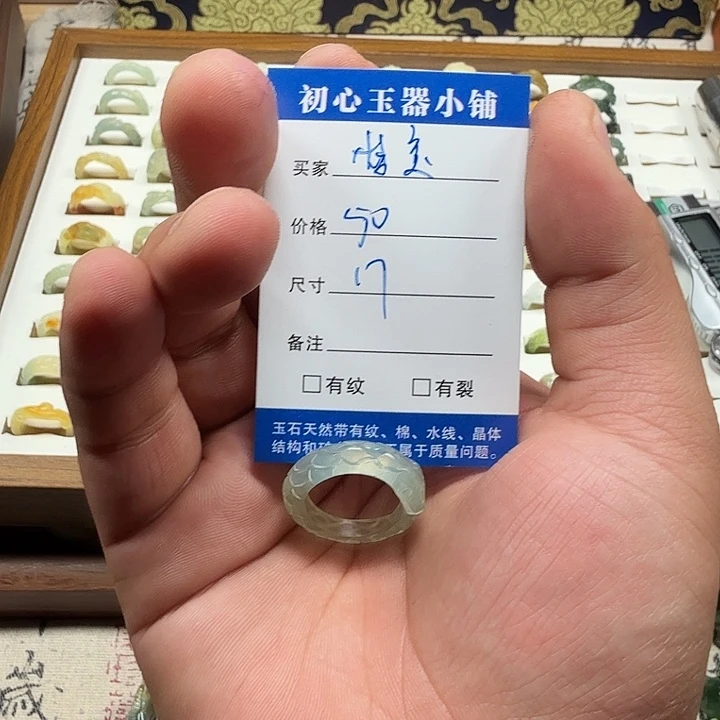 初心玉器小铺
买家
价格 50
尺寸 17
备注
□有纹 □有裂
玉石天然带有纹、棉、水线、晶体
结构和 属于质量问题。